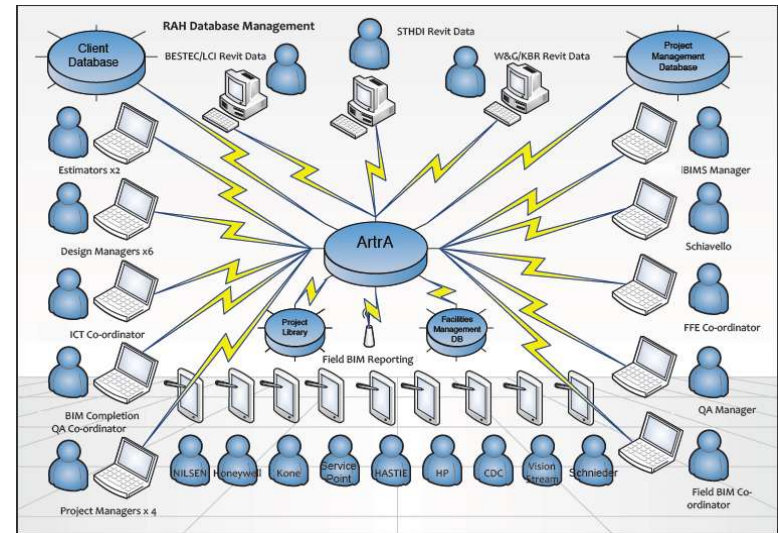 RAH Database Management
STHDI Revit Data
Client
Database
BESTEC/LCI Revit Data
W&G/KBR Revit Data
Project
Management
Database
Estimators x2
IBIMS Manager
ArtrA
Design Managers x6
Schiavello
Project
Library
Facilities
Management
DB
ICT Co-ordinator
FFE Co-ordinator
Field BIM Reporting
BIM Completion
QA Co-ordinator
QA Manager
NILSEN
Honeywell
Kone
Service
Point
HASTIE
HP
CDC
Vision
Stream
Schnieder
Project Managers x 4
Field BIM Co-
ordinator